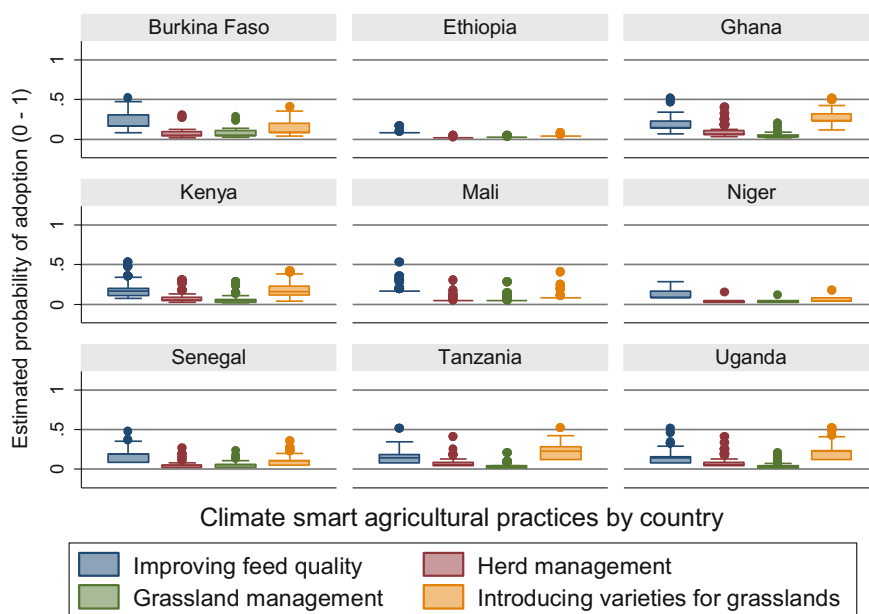 Burkina Faso Ethiopia Ghana
1
.5
0
Kenya Mali Niger
1
.5
0
Senegal Tanzania Uganda
1
.5
0
Estimated probability of adoption (0 - 1)
Climate smart agricultural practices by country
Improving feed quality Herd management
Grassland management Introducing varieties for grasslands